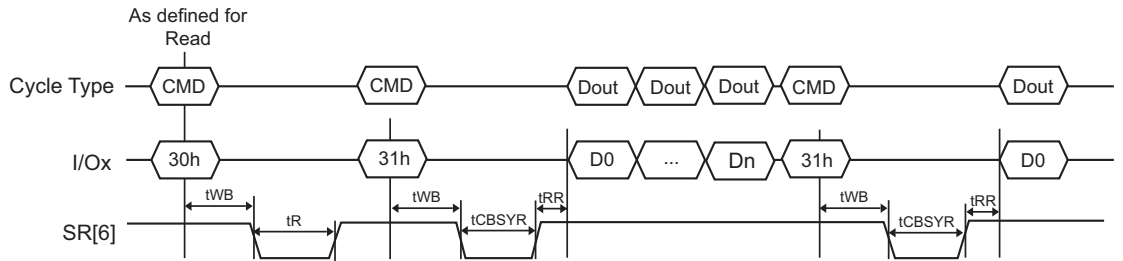 As defined for
Read
Cycle Type CMD CMD Dout Dout Dout CMD Dout
I/Ox 30h 31h D0 ... Dn 31h D0
tWB tWB tRR tWB tRR
tR tCBSYR tCBSYR
SR[6]